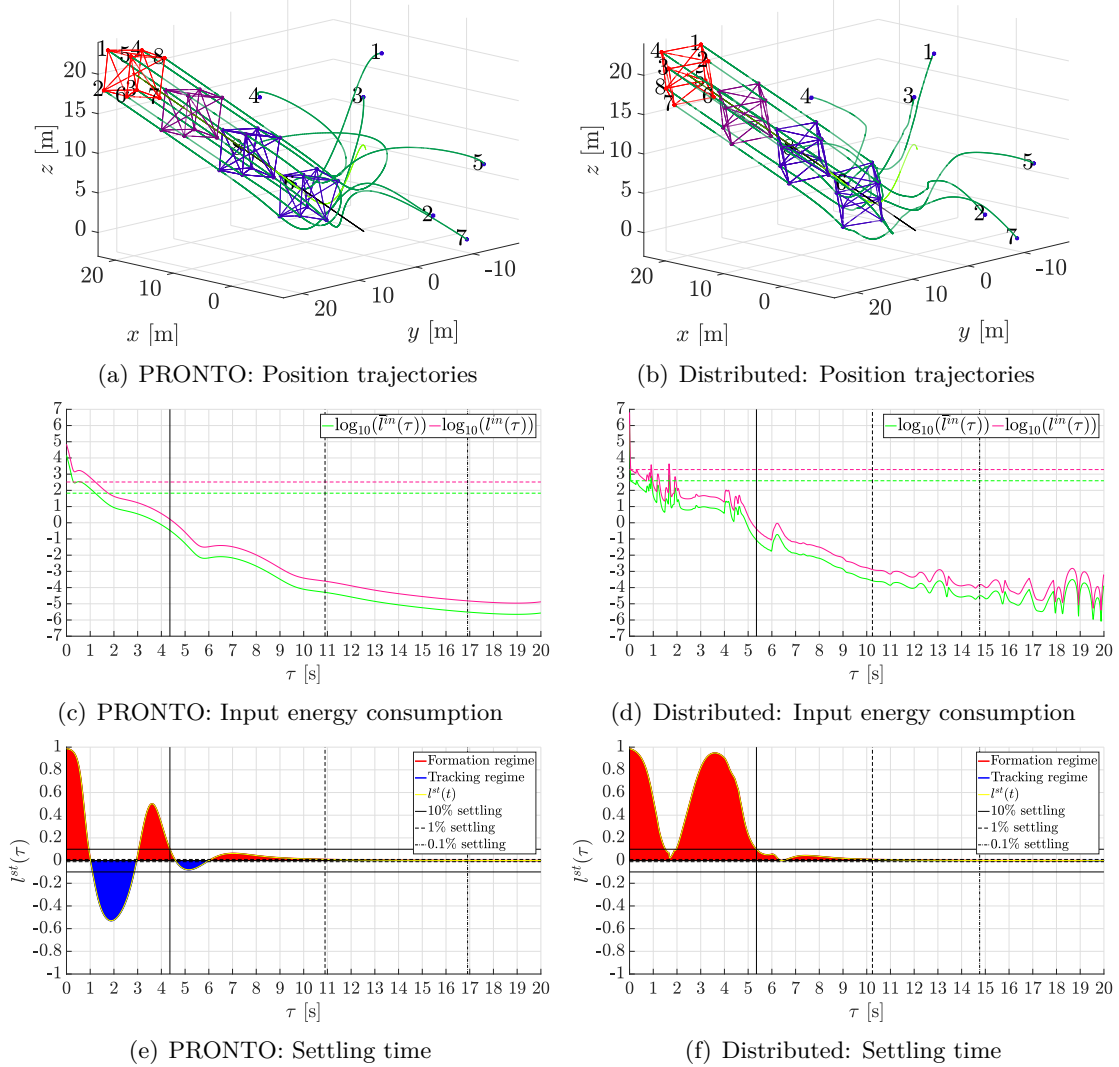 1 5 4 8
2 6 3 7
4
3
1
5
2
7
20
15
10
5
0
z [m]
20
10
0
20
10
0
-10
x [m]
y [m]
(a) PRONTO: Position trajectories
4 1
3 2 5
8 6
7
4
3
1
5
2
7
20
15
10
5
0
z [m]
20
10
0
20
10
0
-10
x [m]
y [m]
(b) Distributed: Position trajectories
7
6
5
4
3
2
1
0
-1
-2
-3
-4
-5
-6
-7
log₁₀(l̅ⁱⁿ(τ)) log₁₀(lⁱⁿ(τ))
0 1 2 3 4 5 6 7 8 9 10 11 12 13 14 15 16 17 18 19 20
τ [s]
(c) PRONTO: Input energy consumption
7
6
5
4
3
2
1
0
-1
-2
-3
-4
-5
-6
-7
log₁₀(l̅ⁱⁿ(τ)) log₁₀(lⁱⁿ(τ))
0 1 2 3 4 5 6 7 8 9 10 11 12 13 14 15 16 17 18 19 20
τ [s]
(d) Distributed: Input energy consumption
1
0.8
0.6
0.4
0.2
0
-0.2
-0.4
-0.6
-0.8
-1
lˢᵗ(τ)
Formation regime
Tracking regime
lˢᵗ(t)
10% settling
1% settling
0.1% settling
0 1 2 3 4 5 6 7 8 9 10 11 12 13 14 15 16 17 18 19 20
τ [s]
(e) PRONTO: Settling time
1
0.8
0.6
0.4
0.2
0
-0.2
-0.4
-0.6
-0.8
-1
lˢᵗ(τ)
Formation regime
Tracking regime
lˢᵗ(t)
10% settling
1% settling
0.1% settling
0 1 2 3 4 5 6 7 8 9 10 11 12 13 14 15 16 17 18 19 20
τ [s]
(f) Distributed: Settling time